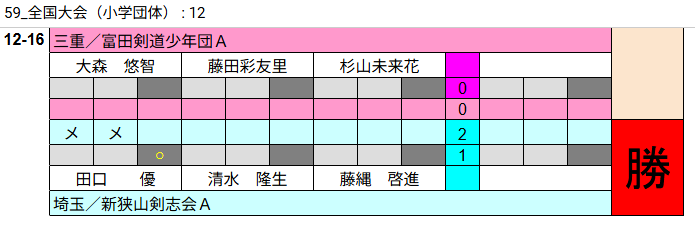 59_全国大会（小学団体）: 12
12-16 三重／富田剣道少年団Ａ
大森　悠智 藤田彩友里 杉山未来花
0
0
メ メ 2
○ 1
勝
田口　　優 清水　隆生 藤縄　啓進
埼玉／新狭山剣志会Ａ